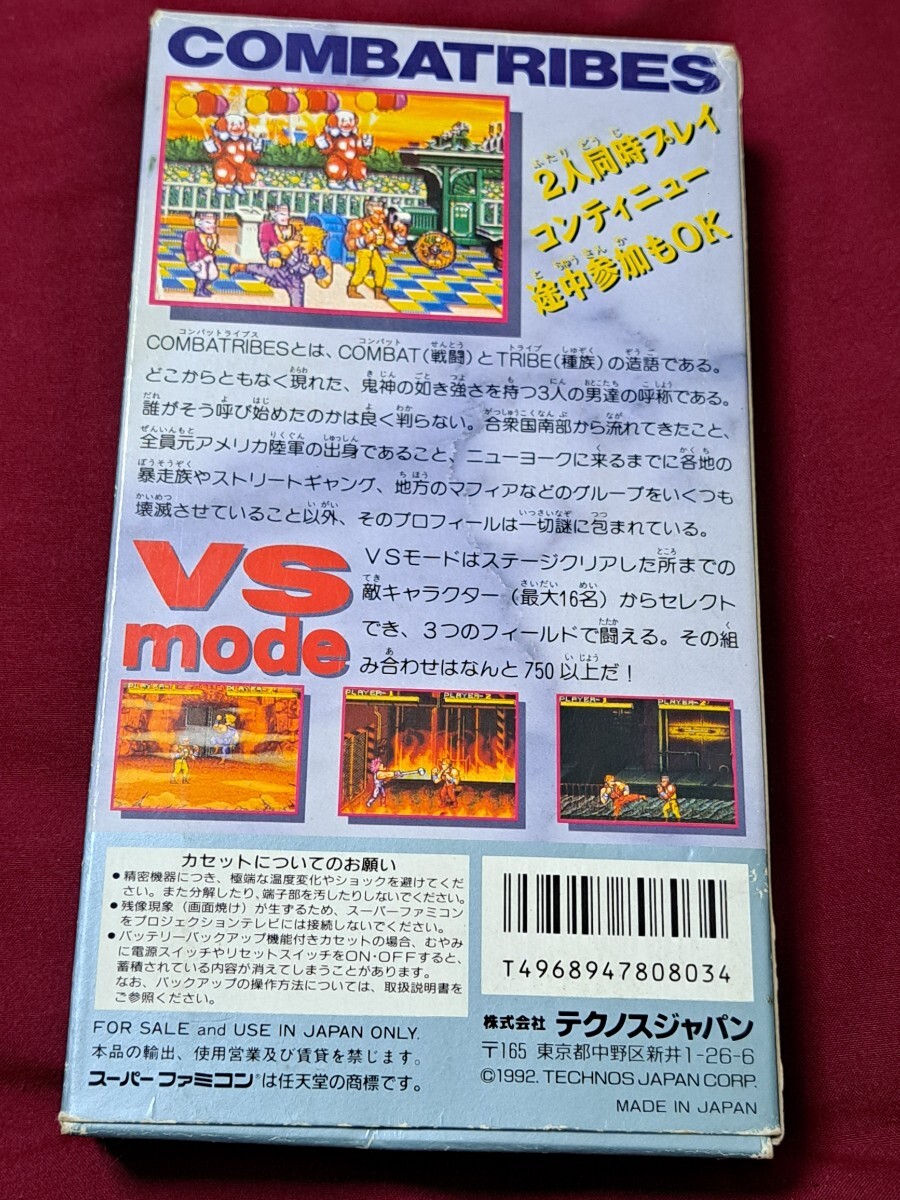 COMBATRIBES
2人同時プレイ
コンティニュー
途中参加もOK
COMBATRIBESとは、COMBAT(戦闘)とTRIBE(種族)の造語である。
どこからともなく現れた、鬼神の如き強さを持つ3人の男達の呼称である。
誰がそう呼び始めたのかは良く判らない。合衆国南部から流れてきたこと、
全員元アメリカ陸軍の出身であること、ニューヨークに来るまでに各地の
暴走族やストリートギャング、地方のマフィアなどのグループをいくつも
壊滅させていること以外、そのプロフィールは一切謎に包まれている。
VS
mode
VSモードはステージクリアした所までの
敵キャラクター(最大16名)からセレクト
でき、3つのフィールドで闘える。その組
み合わせはなんと750以上だ!
PLAYER-1 PLAYER-2
PLAYER-1 PLAYER-2
PLAYER-1 PLAYER-2
カセットについてのお願い
●精密機器につき、極端な温度変化やショックを避けてくだ
さい。また分解したり、端子部を汚したりしないでください。
●残像現象(画面焼け)が生ずるため、スーパーファミコン
をプロジェクションテレビには接続しないでください。
●バッテリーバックアップ機能付きカセットの場合、むやみ
に電源スイッチやリセットスイッチをON・OFFすると、
蓄積されている内容が消えてしまうことがあります。
なお、バックアップの操作方法については、取扱説明書を
ご参照ください。
T4968947808034
FOR SALE and USE IN JAPAN ONLY.
本品の輸出、使用営業及び賃貸を禁じます。
スーパーファミコンは任天堂の商標です。
株式会社 テクノスジャパン
〒165 東京都中野区新井1-26-6
©1992. TECHNOS JAPAN CORP.
MADE IN JAPAN